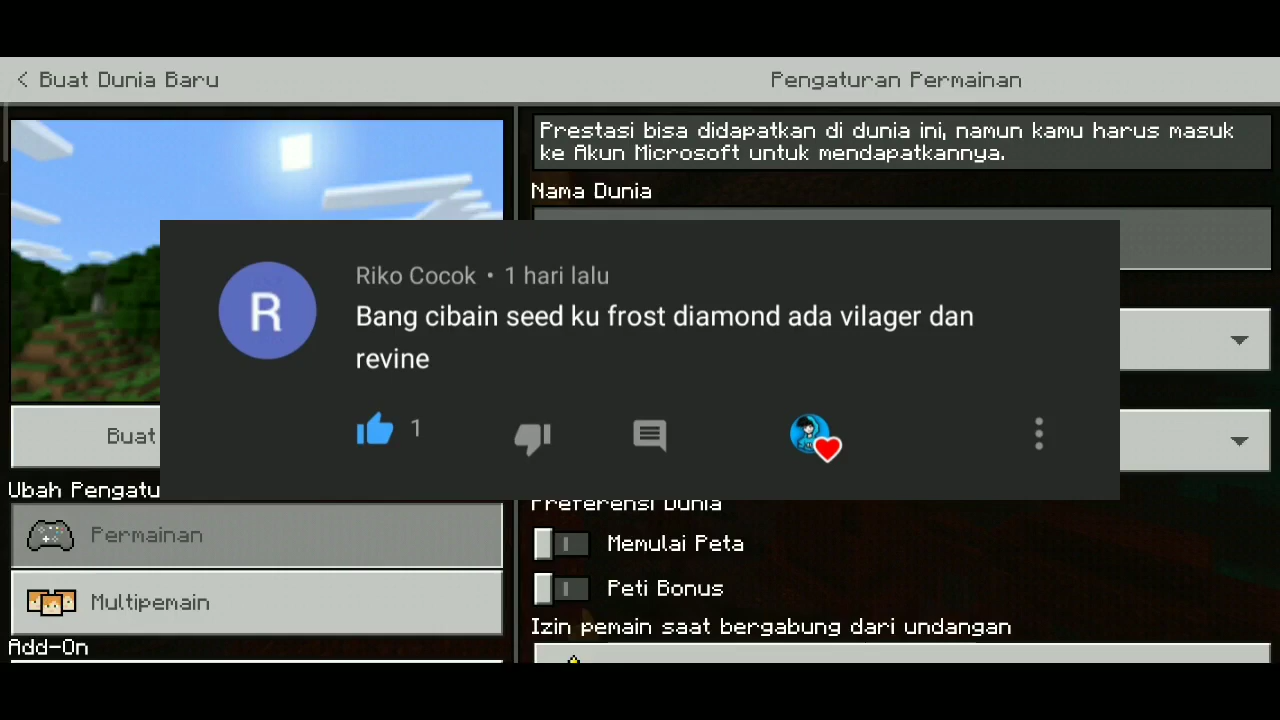 Buat Dunia Baru
Pengaturan Permainan
Prestasi bisa didapatkan di dunia ini, namun kamu harus masuk
ke Akun Microsoft untuk mendapatkannya.
Nama Dunia
R
Riko Cocok • 1 hari lalu
Bang cibain seed ku frost diamond ada vilager dan
revine
1
Buat
Ubah Pengatu
Permainan
Multipemain
Add-On
Preferensi Dunia
Memulai Peta
Peti Bonus
Izin pemain saat bergabung dari undangan